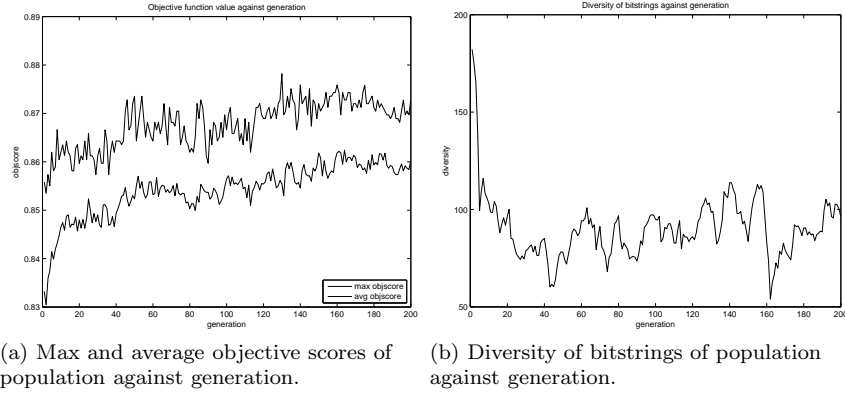 Objective function value against generation
0.89
0.88
0.87
0.86
0.85
0.84
0.83
objscore
0 20 40 60 80 100 120 140 160 180 200
generation
max objscore
avg objscore
Diversity of bitstrings against generation
200
150
100
50
diversity
0 20 40 60 80 100 120 140 160 180 200
generation
(a) Max and average objective scores of
population against generation.
(b) Diversity of bitstrings of population
against generation.